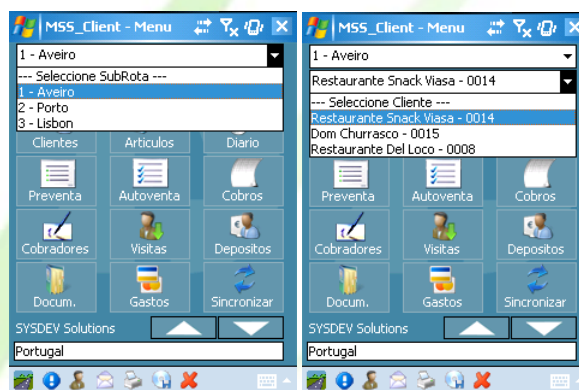 MSS_Client - Menu
1 - Aveiro
--- Seleccione SubRota ---
1 - Aveiro
2 - Porto
3 - Lisbon
Clientes Articulos Diario
Preventa Autoventa Cobros
Cobradores Visitas Depositos
Docum. Gastos Sincronizar
SYSDEV Solutions
Portugal
MSS_Client - Menu
1 - Aveiro
Restaurante Snack Viasa - 0014
--- Seleccione Cliente ---
Restaurante Snack Viasa - 0014
Dom Churrasco - 0015
Restaurante Del Loco - 0008
Preventa Autoventa Cobros
Cobradores Visitas Depositos
Docum. Gastos Sincronizar
SYSDEV Solutions
Portugal